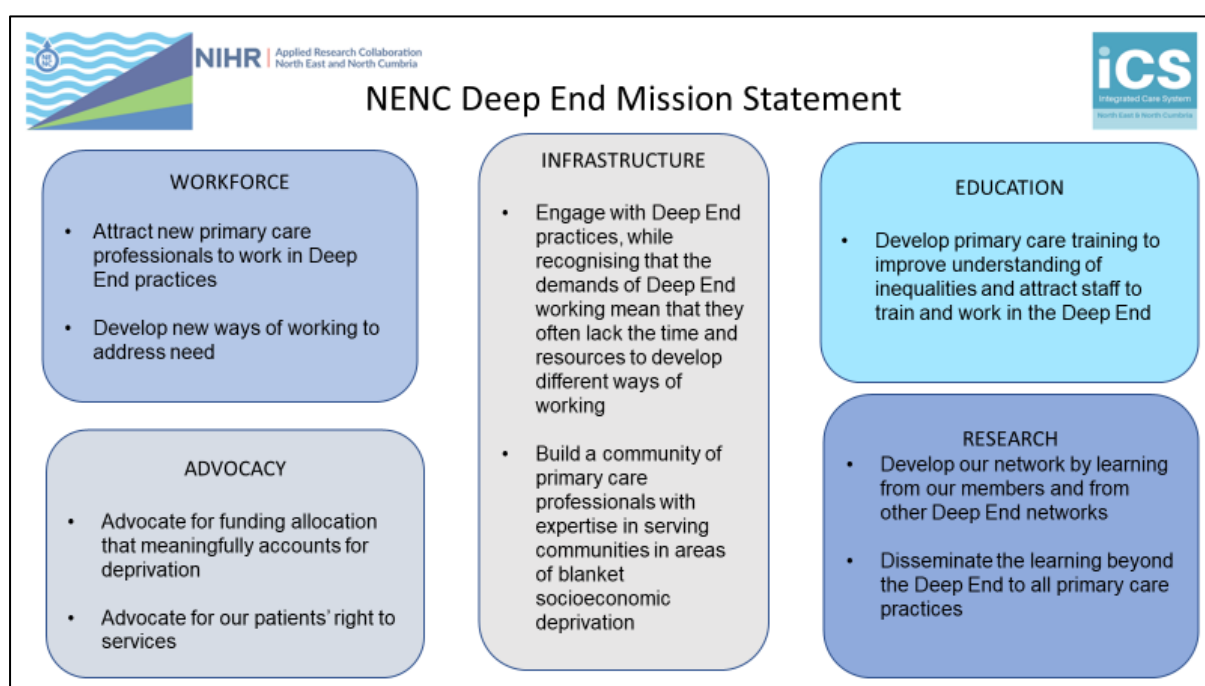 NIHR | Applied Research Collaboration
North East and North Cumbria
iCS
Integrated Care System
North East & North Cumbria
NENC Deep End Mission Statement
WORKFORCE
• Attract new primary care
professionals to work in Deep
End practices
• Develop new ways of working to
address need
ADVOCACY
• Advocate for funding allocation
that meaningfully accounts for
deprivation
• Advocate for our patients’ right to
services
INFRASTRUCTURE
• Engage with Deep End
practices, while
recognising that the
demands of Deep End
working mean that they
often lack the time and
resources to develop
different ways of
working
• Build a community of
primary care
professionals with
expertise in serving
communities in areas
of blanket
socioeconomic
deprivation
EDUCATION
• Develop primary care training to
improve understanding of
inequalities and attract staff to
train and work in the Deep End
RESEARCH
• Develop our network by learning
from our members and from
other Deep End networks
• Disseminate the learning beyond
the Deep End to all primary care
practices